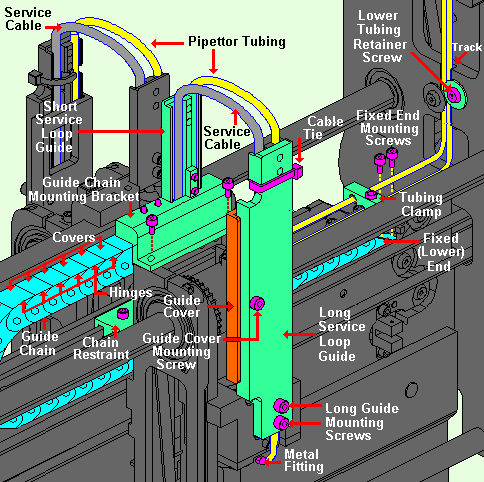 Service
Cable
Pipettor Tubing
Lower
Tubing
Retainer
Screw
Track
Short
Service
Loop
Guide
Service
Cable
Cable
Tie
Fixed End
Mounting
Screws
Guide Chain
Mounting Bracket
Tubing
Clamp
Covers
Fixed
(Lower)
End
Hinges
Guide
Cover
Guide
Chain
Chain
Restraint
Guide Cover
Mounting
Screw
Long
Service
Loop
Guide
Long Guide
Mounting
Screws
Metal
Fitting